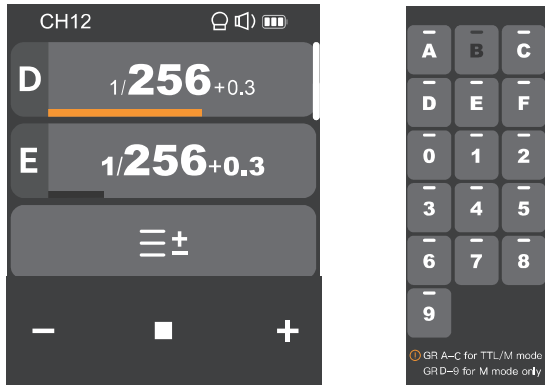 CH12
D 1/256+0.3
E 1/256+0.3
±
− +
A B C
D E F
0 1 2
3 4 5
6 7 8
9
GR A–C for TTL/M mode
GR D–9 for M mode only